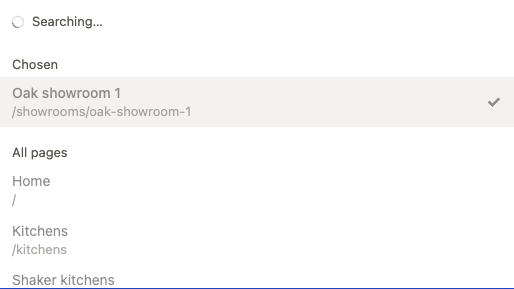 Searching...
Chosen
Oak showroom 1
/showrooms/oak-showroom-1
All pages
Home
/
Kitchens
/kitchens
Shaker kitchens